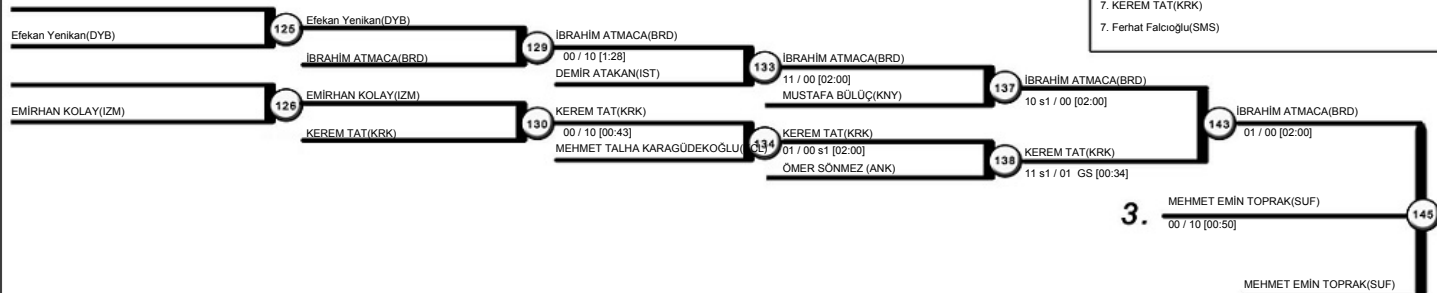 7. KEREM TAT(KRK)
7. Ferhat Falcıoğlu(SMS)
Efekan Yenikan(DYB)
125
Efekan Yenikan(DYB)
İBRAHİM ATMACA(BRD)
129
İBRAHİM ATMACA(BRD)
00 / 10 [1:28]
DEMİR ATAKAN(IST)
133
İBRAHİM ATMACA(BRD)
11 / 00 [02:00]
MUSTAFA BÜLÜÇ(KNY)
137
İBRAHİM ATMACA(BRD)
10 s1 / 00 [02:00]
143
İBRAHİM ATMACA(BRD)
01 / 00 [02:00]
EMİRHAN KOLAY(IZM)
126
EMİRHAN KOLAY(IZM)
KEREM TAT(KRK)
130
KEREM TAT(KRK)
00 / 10 [00:43]
MEHMET TALHA KARAGÜDEKOĞLU
134
KEREM TAT(KRK)
01 / 00 s1 [02:00]
ÖMER SÖNMEZ (ANK)
138
KEREM TAT(KRK)
11 s1 / 01 GS [00:34]
3.
MEHMET EMİN TOPRAK(SUF)
00 / 10 [00:50]
145
MEHMET EMİN TOPRAK(SUF)